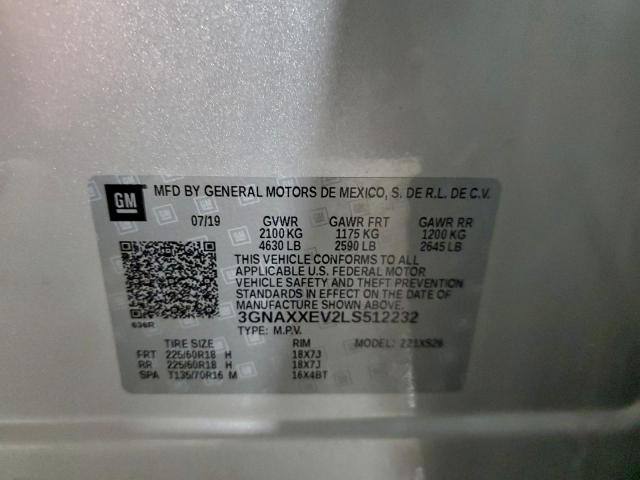 GM MFD BY GENERAL MOTORS DE MEXICO, S. DE R.L. DE C.V.
07/19 GVWR GAWR FRT GAWR RR
2100 KG 1175 KG 1200 KG
4630 LB 2590 LB 2645 LB
THIS VEHICLE CONFORMS TO ALL
APPLICABLE U.S. FEDERAL MOTOR
VEHICLE SAFETY AND THEFT PREVENTION
STANDARDS IN EFFECT ON THE DATE OF
MANUFACTURE SHOWN ABOVE.
636R 3GNAXXEV2LS512232
TYPE: M.P.V.
TIRE SIZE RIM MODEL:
FRT 225/60R18 H 18X7J
RR 225/60R18 H 18X7J
SPA T135/70R16 M 16X4BT